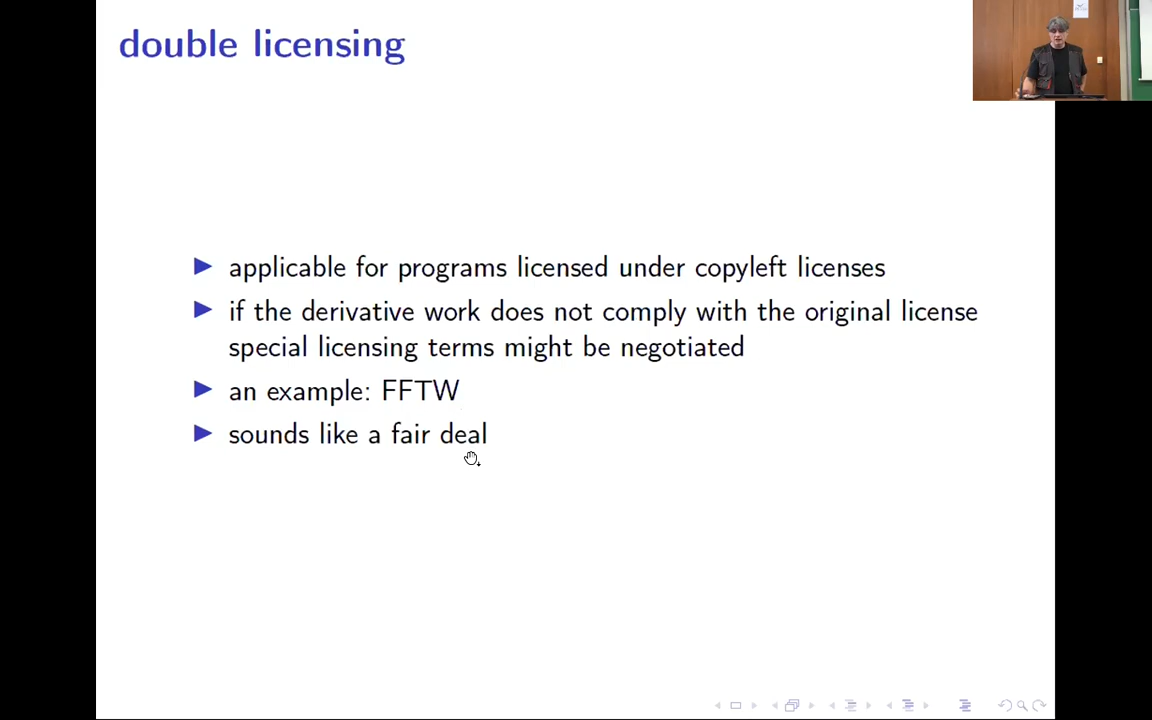 double licensing
applicable for programs licensed under copyleft licenses
if the derivative work does not comply with the original license
special licensing terms might be negotiated
an example: FFTW
sounds like a fair deal